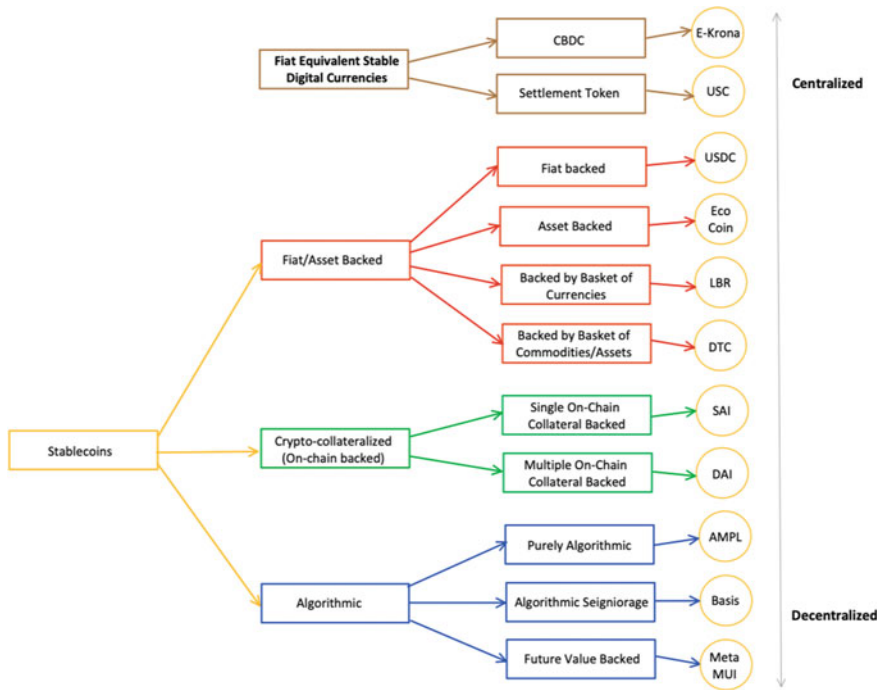 Fiat Equivalent Stable
Digital Currencies
CBDC
E-Krona
Settlement Token
USC
Centralized
Fiat/Asset Backed
Fiat backed
USDC
Asset Backed
Eco
Coin
Backed by Basket of
Currencies
LBR
Backed by Basket of
Commodities/Assets
DTC
Stablecoins
Crypto-collateralized
(On-chain backed)
Single On-Chain
Collateral Backed
SAI
Multiple On-Chain
Collateral Backed
DAI
Algorithmic
Purely Algorithmic
AMPL
Algorithmic Seigniorage
Basis
Future Value Backed
Meta
MUI
Decentralized